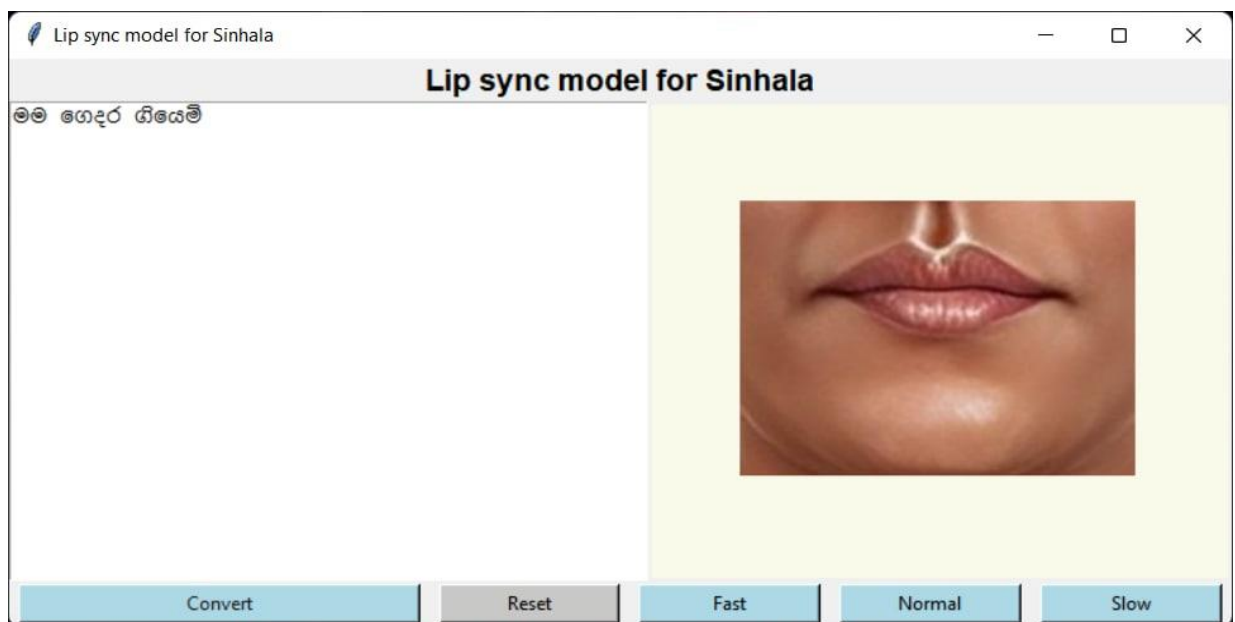 Lip sync model for Sinhala
Lip sync model for Sinhala
මම ගෙදර ගියෙමි
Convert Reset Fast Normal Slow